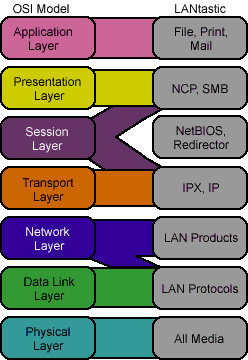 OSI Model LANtastic
Application
Layer
File, Print,
Mail
Presentation
Layer
NCP, SMB
Session
Layer
NetBIOS,
Redirector
Transport
Layer
IPX, IP
Network
Layer
LAN Products
Data Link
Layer
LAN Protocols
Physical
Layer
All Media